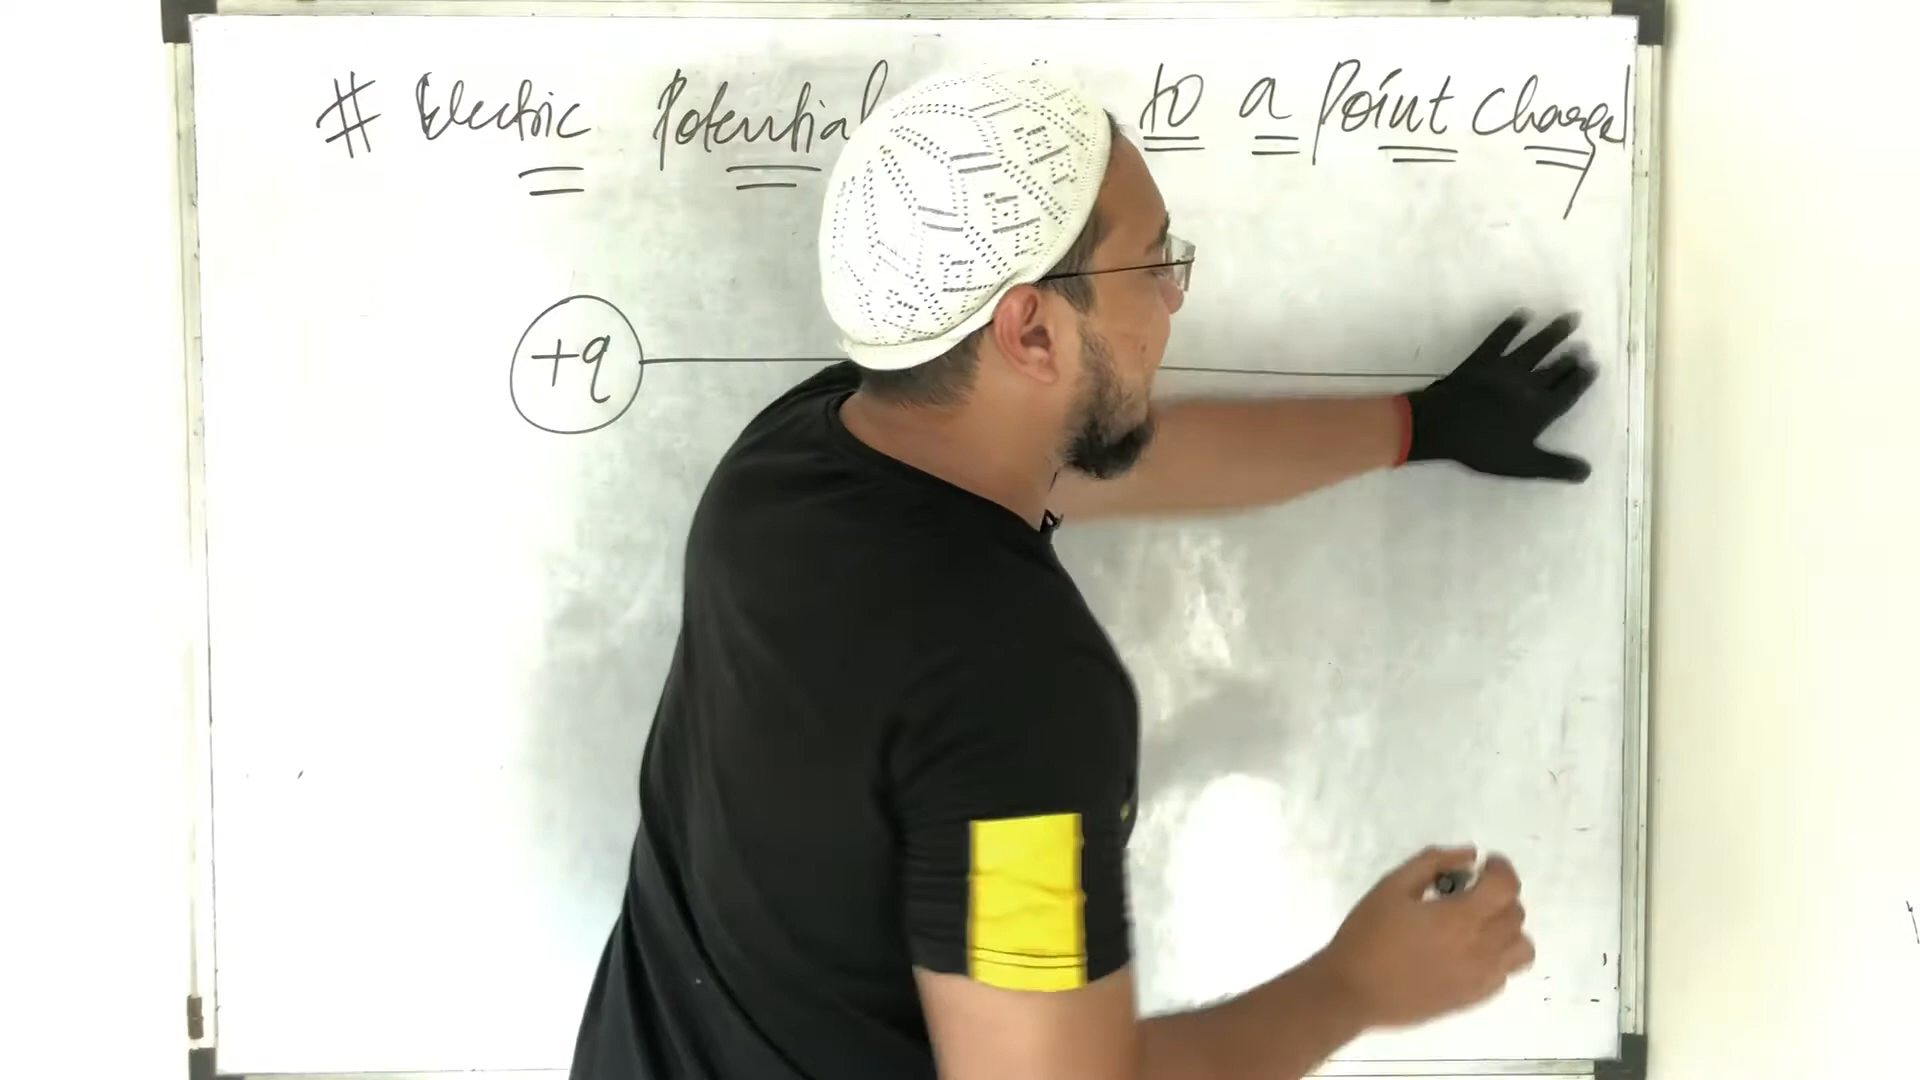 # Electric Potential to a Point Charge
+q